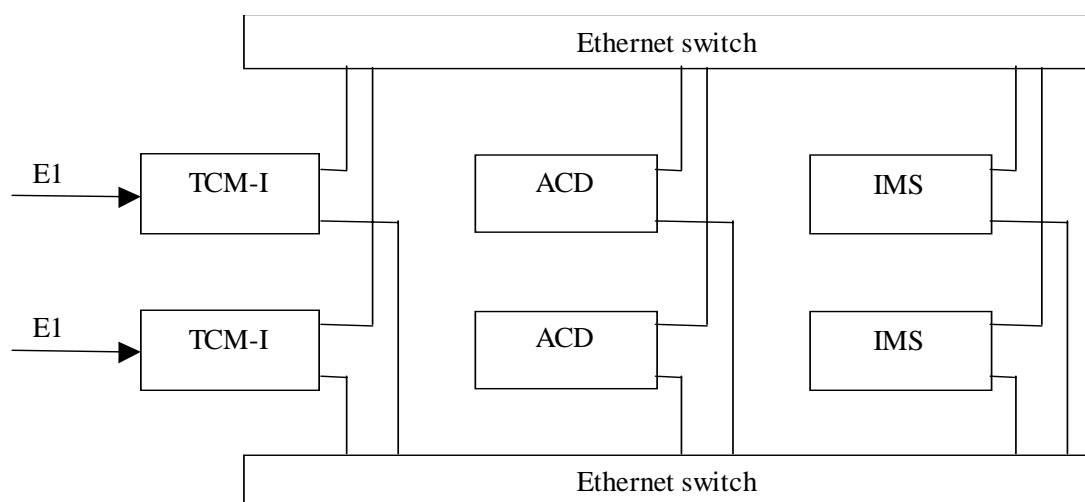 Ethernet switch
E1
TCM-I
ACD
IMS
E1
TCM-I
ACD
IMS
Ethernet switch